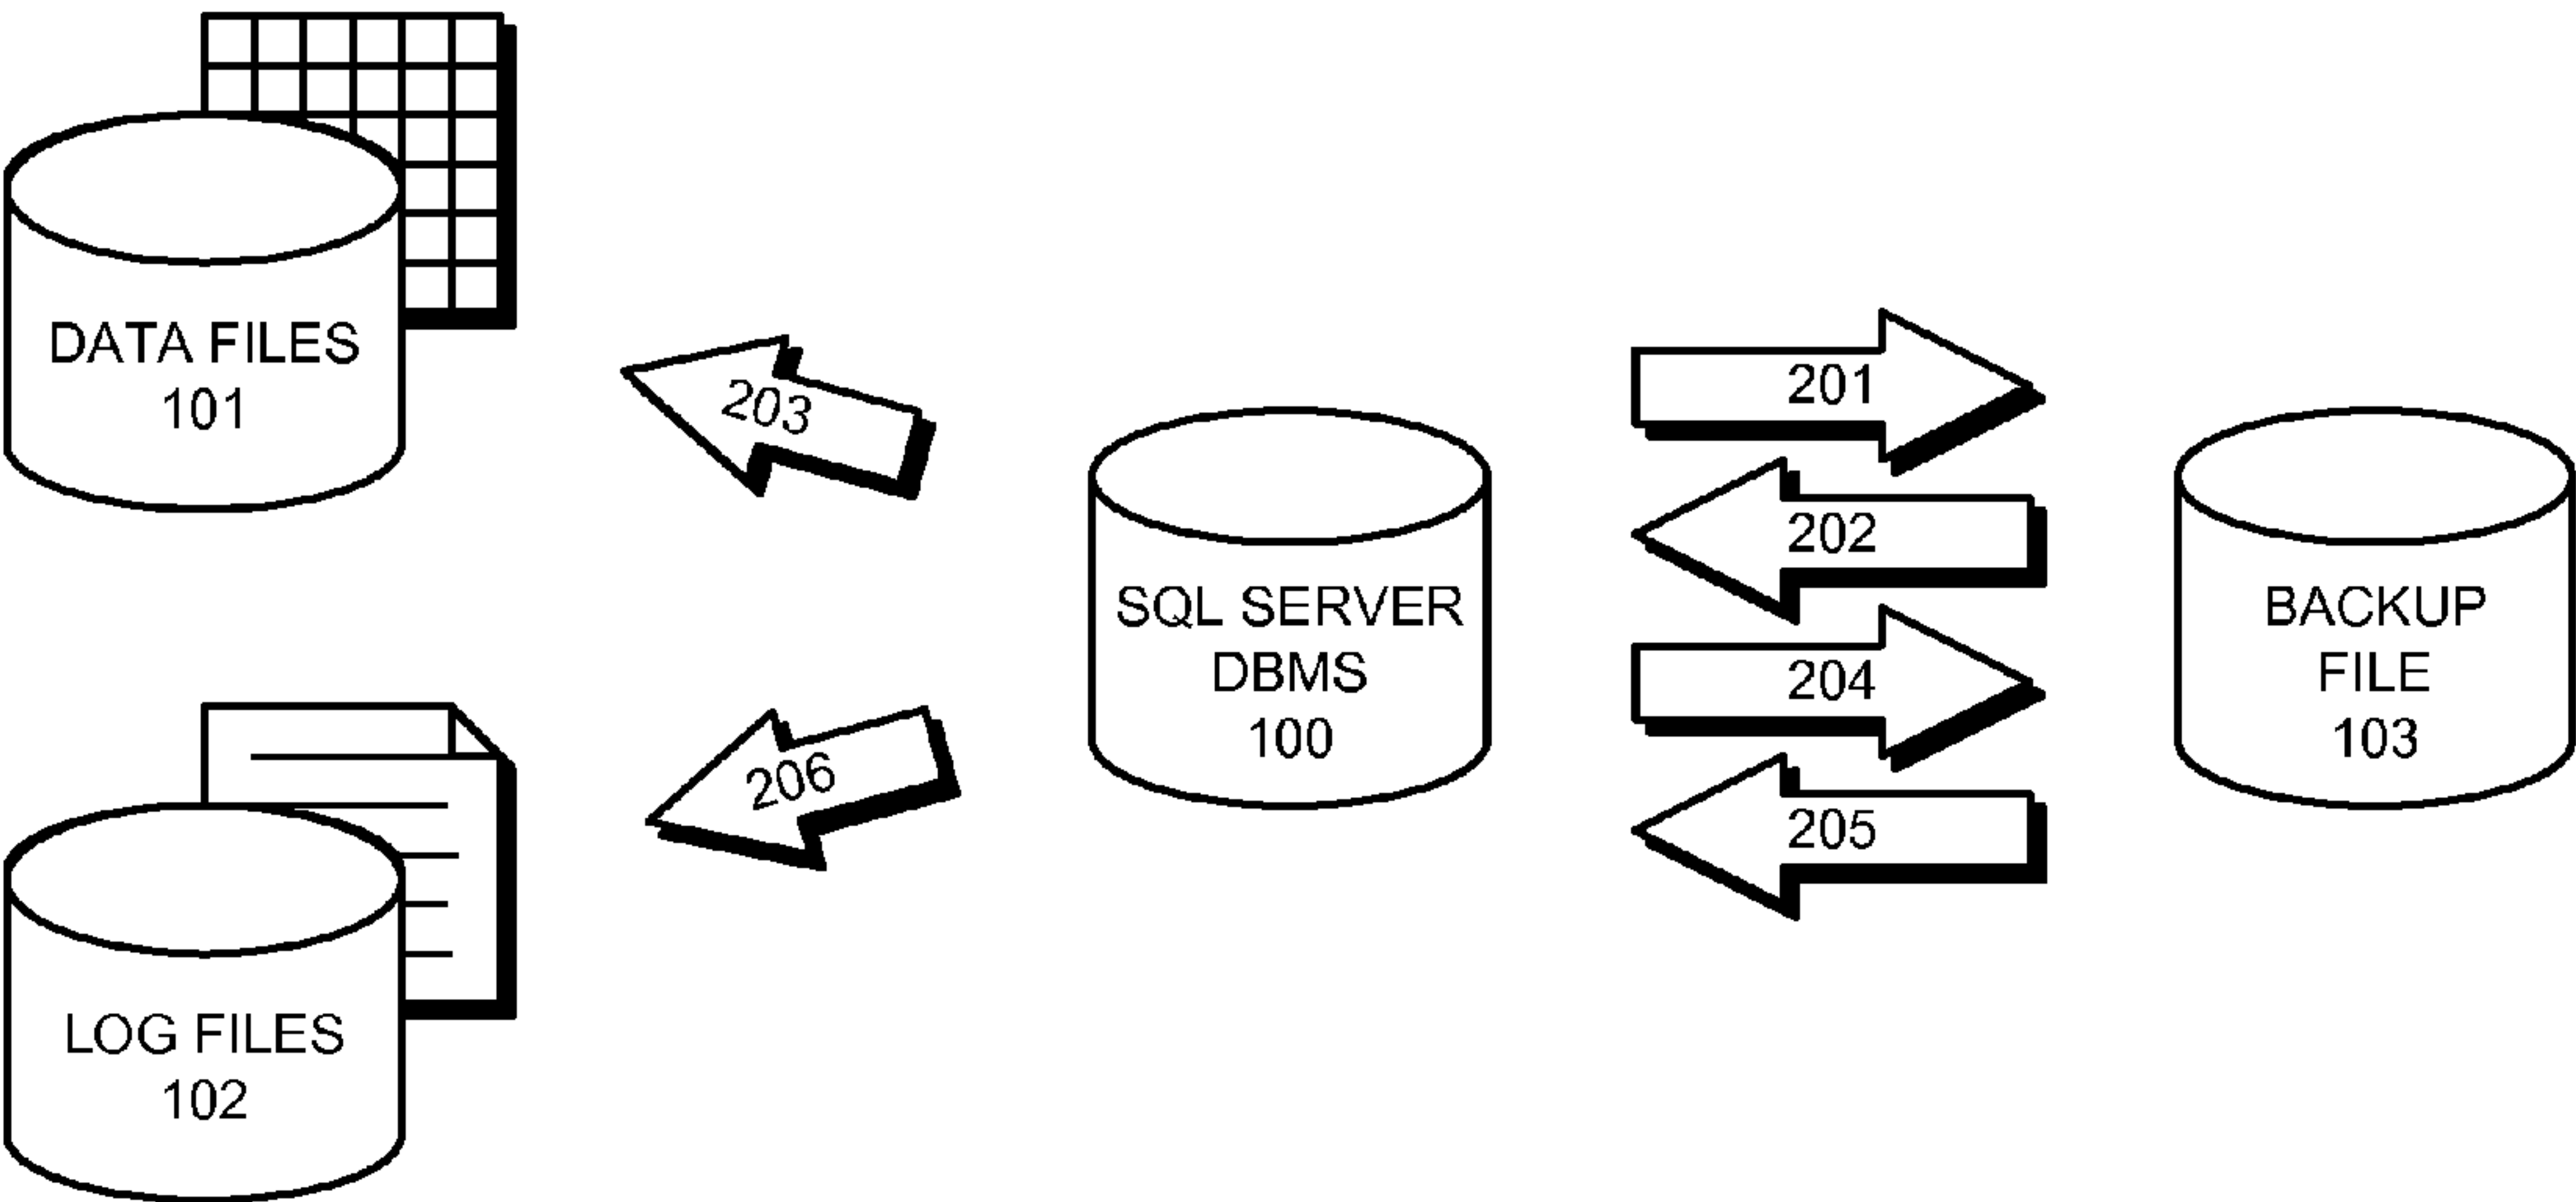 DATA FILES
101
203
LOG FILES
102
206
SQL SERVER
DBMS
100
201
202
204
205
BACKUP
FILE
103